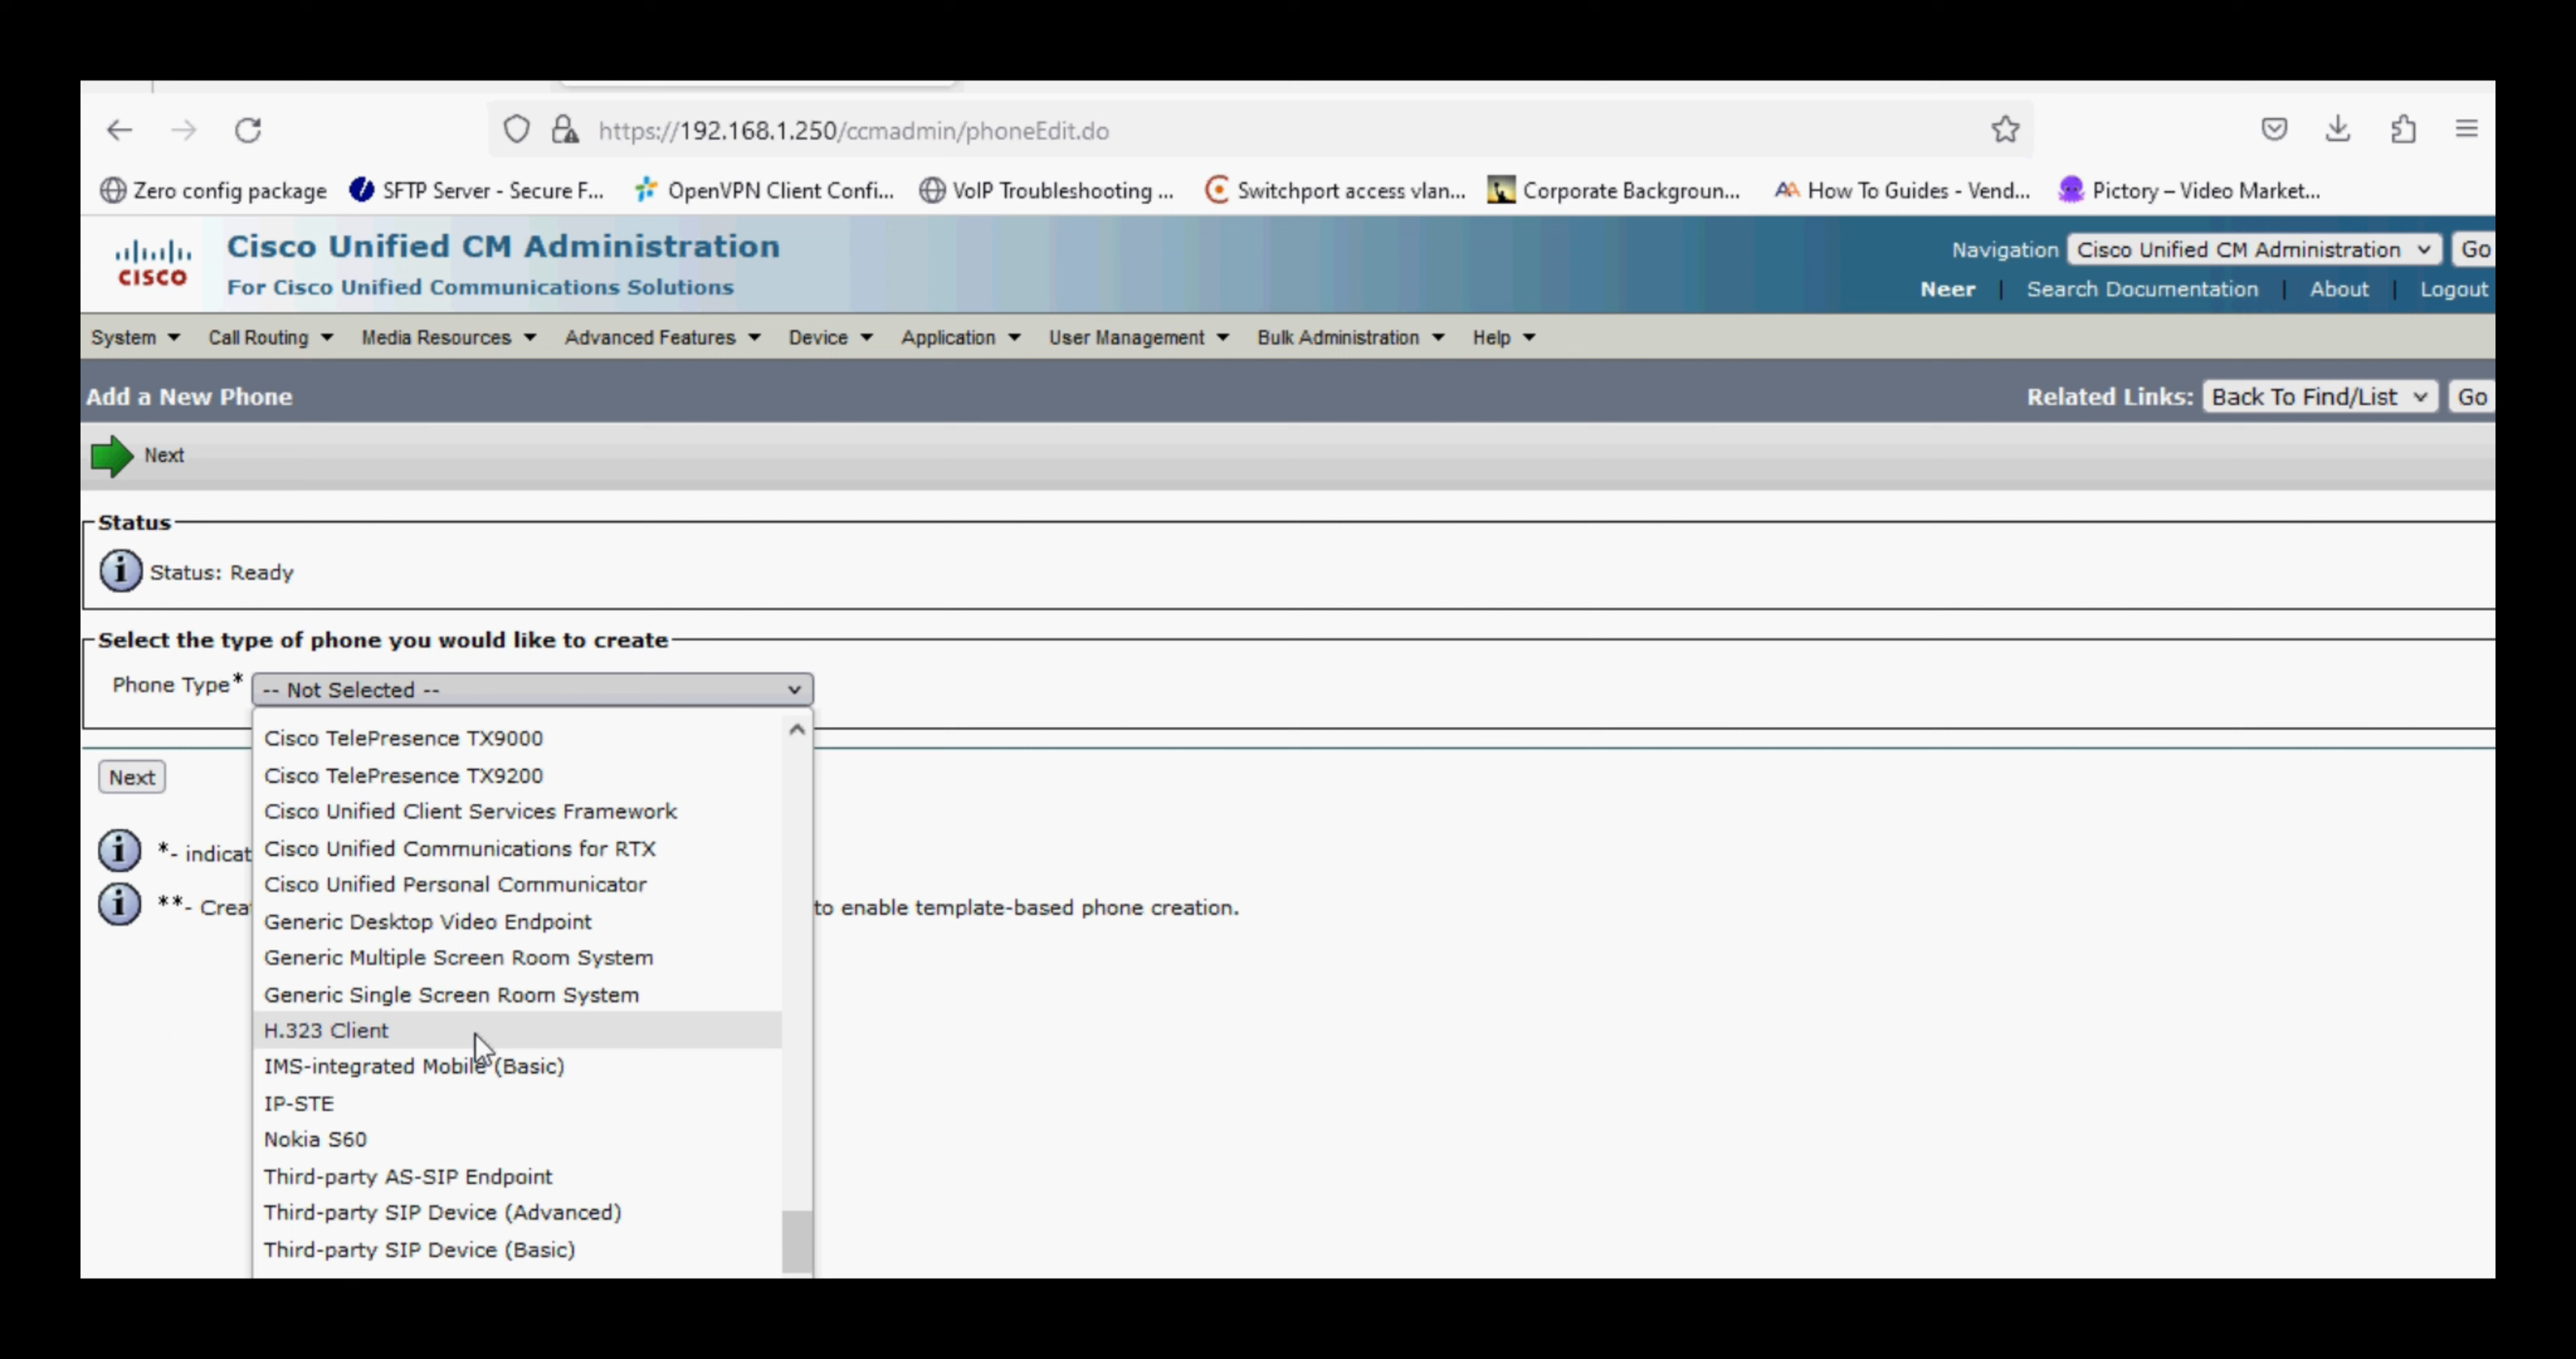 https://192.168.1.250/ccmadmin/phoneEdit.do
Zero config package SFTP Server - Secure F... OpenVPN Client Confi... VoIP Troubleshooting ... Switchport access vlan... Corporate Backgroun... How To Guides - Vend... Pictory – Video Market...
CISCO Cisco Unified CM Administration
For Cisco Unified Communications Solutions
Navigation Cisco Unified CM Administration Go
Neer | Search Documentation | About | Logout
System Call Routing Media Resources Advanced Features Device Application User Management Bulk Administration Help
Add a New Phone
Related Links: Back To Find/List Go
Next
Status
Status: Ready
Select the type of phone you would like to create
Phone Type* -- Not Selected --
Cisco TelePresence TX9000
Cisco TelePresence TX9200
Cisco Unified Client Services Framework
Cisco Unified Communications for RTX
Cisco Unified Personal Communicator
Generic Desktop Video Endpoint
Generic Multiple Screen Room System
Generic Single Screen Room System
H.323 Client
IMS-integrated Mobile (Basic)
IP-STE
Nokia S60
Third-party AS-SIP Endpoint
Third-party SIP Device (Advanced)
Third-party SIP Device (Basic)
Next
*- indicat
**- Crea to enable template-based phone creation.